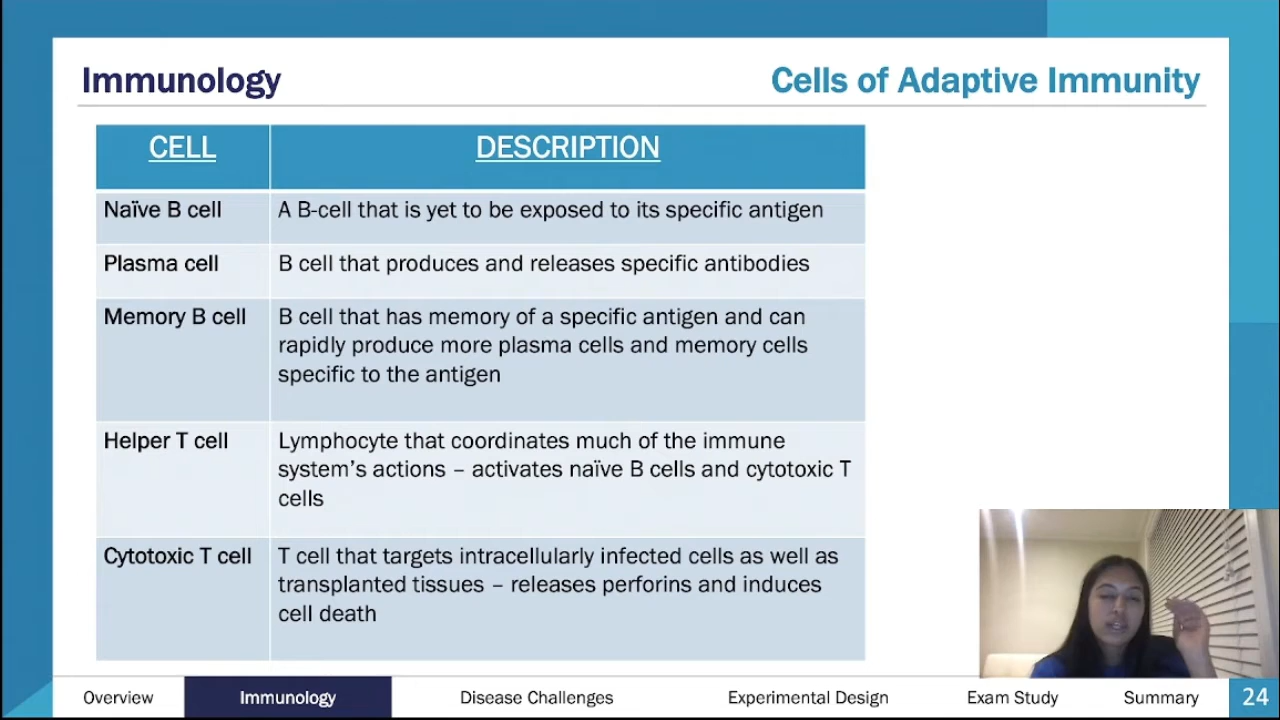 Immunology
Cells of Adaptive Immunity
CELL
DESCRIPTION
Naïve B cell
A B-cell that is yet to be exposed to its specific antigen
Plasma cell
B cell that produces and releases specific antibodies
Memory B cell
B cell that has memory of a specific antigen and can
rapidly produce more plasma cells and memory cells
specific to the antigen
Helper T cell
Lymphocyte that coordinates much of the immune
system's actions – activates naïve B cells and cytotoxic T
cells
Cytotoxic T cell
T cell that targets intracellularly infected cells as well as
transplanted tissues – releases perforins and induces
cell death
Overview
Immunology
Disease Challenges
Experimental Design
Exam Study
Summary
24